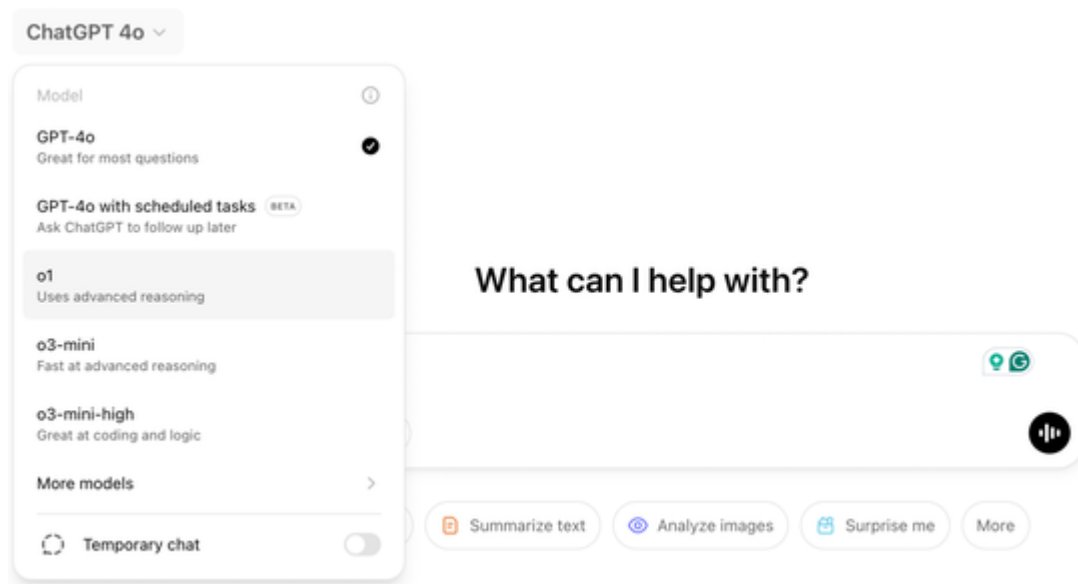 ChatGPT 4o
Model
GPT-4o
Great for most questions
GPT-4o with scheduled tasks BETA
Ask ChatGPT to follow up later
o1
Uses advanced reasoning
o3-mini
Fast at advanced reasoning
o3-mini-high
Great at coding and logic
More models
Temporary chat
What can I help with?
Summarize text
Analyze images
Surprise me
More